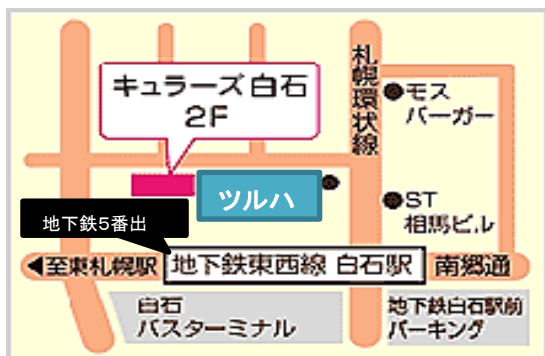 キュラーズ白石
2F
札幌環状線
モス
バーガー
ツルハ
ST
相馬ビル
地下鉄5番出
◀至東札幌駅
地下鉄東西線 白石駅
南郷通
白石
バスターミナル
地下鉄白石駅前
パーキング